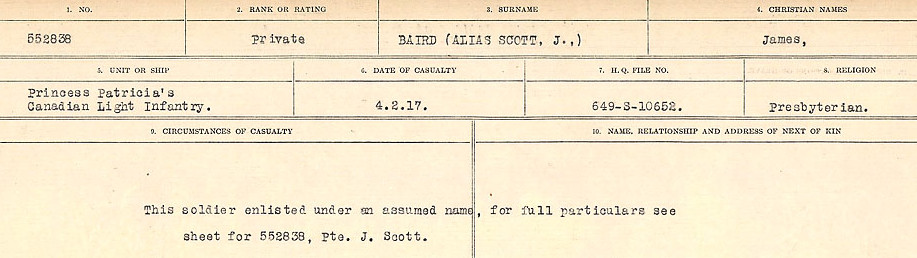 1. NO. 2. RANK OR RATING 3. SURNAME 4. CHRISTIAN NAMES
552838 Private BAIRD (ALIAS SCOTT, J.,) James,
5. UNIT OR SHIP 6. DATE OF CASUALTY 7. H.Q. FILE NO. 8. RELIGION
Princess Patricia's
Canadian Light Infantry. 4.2.17. 649-S-10652. Presbyterian.
9. CIRCUMSTANCES OF CASUALTY 10. NAME, RELATIONSHIP AND ADDRESS OF NEXT OF KIN
This soldier enlisted under an assumed name, for full particulars see
sheet for 552838, Pte. J. Scott.